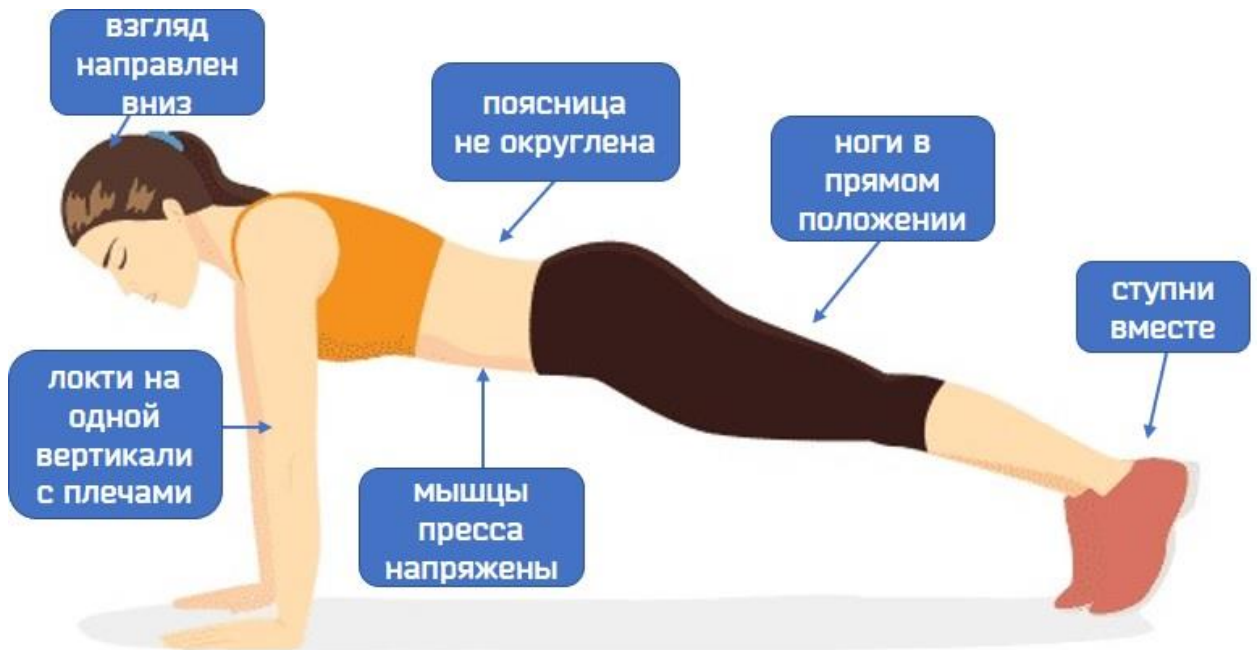 взгляд
направлен
вниз
поясница
не округлена
ноги в
прямом
положении
ступни
вместе
локти на
одной
вертикали
с плечами
мышцы
пресса
напряжены